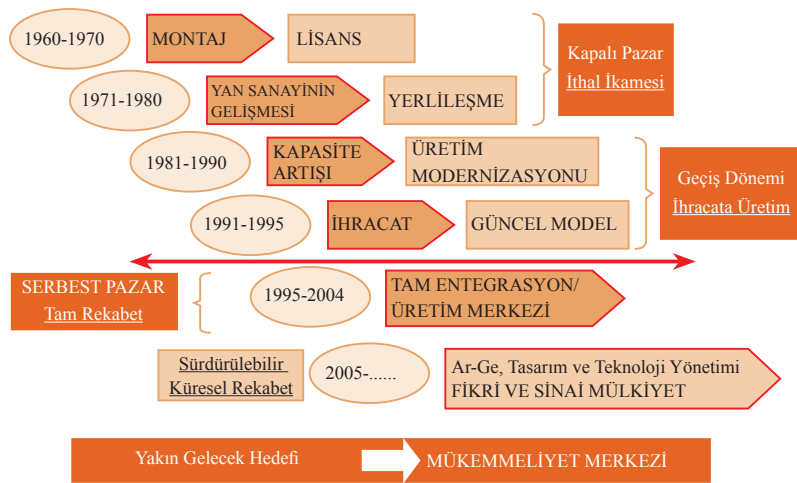 1960-1970
MONTAJ
LİSANS
Kapalı Pazar
İthal İkamesi
1971-1980
YAN SANAYİNİN
GELİŞMESİ
YERLİLEŞME
1981-1990
KAPASİTE
ARTIŞI
ÜRETİM
MODERNİZASYONU
Geçiş Dönemi
İhracata Üretim
1991-1995
İHRACAT
GÜNCEL MODEL
SERBEST PAZAR
Tam Rekabet
1995-2004
TAM ENTEGRASYON/
ÜRETİM MERKEZİ
Sürdürülebilir
Küresel Rekabet
2005-......
Ar-Ge, Tasarım ve Teknoloji Yönetimi
FİKRİ VE SİNAİ MÜLKİYET
Yakın Gelecek Hedefi
MÜKEMMELİYET MERKEZİ